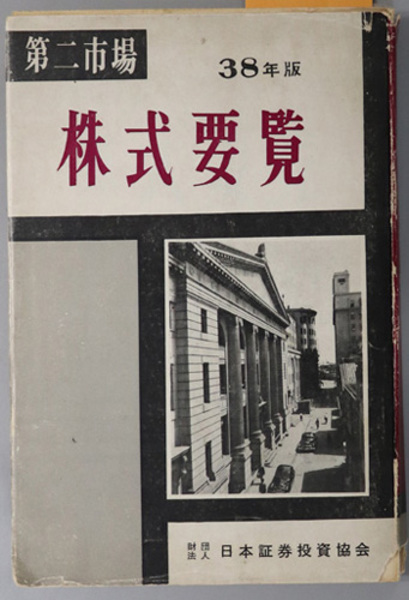 第二市場
38年版
株式要覧
財団法人 日本証券投資協会